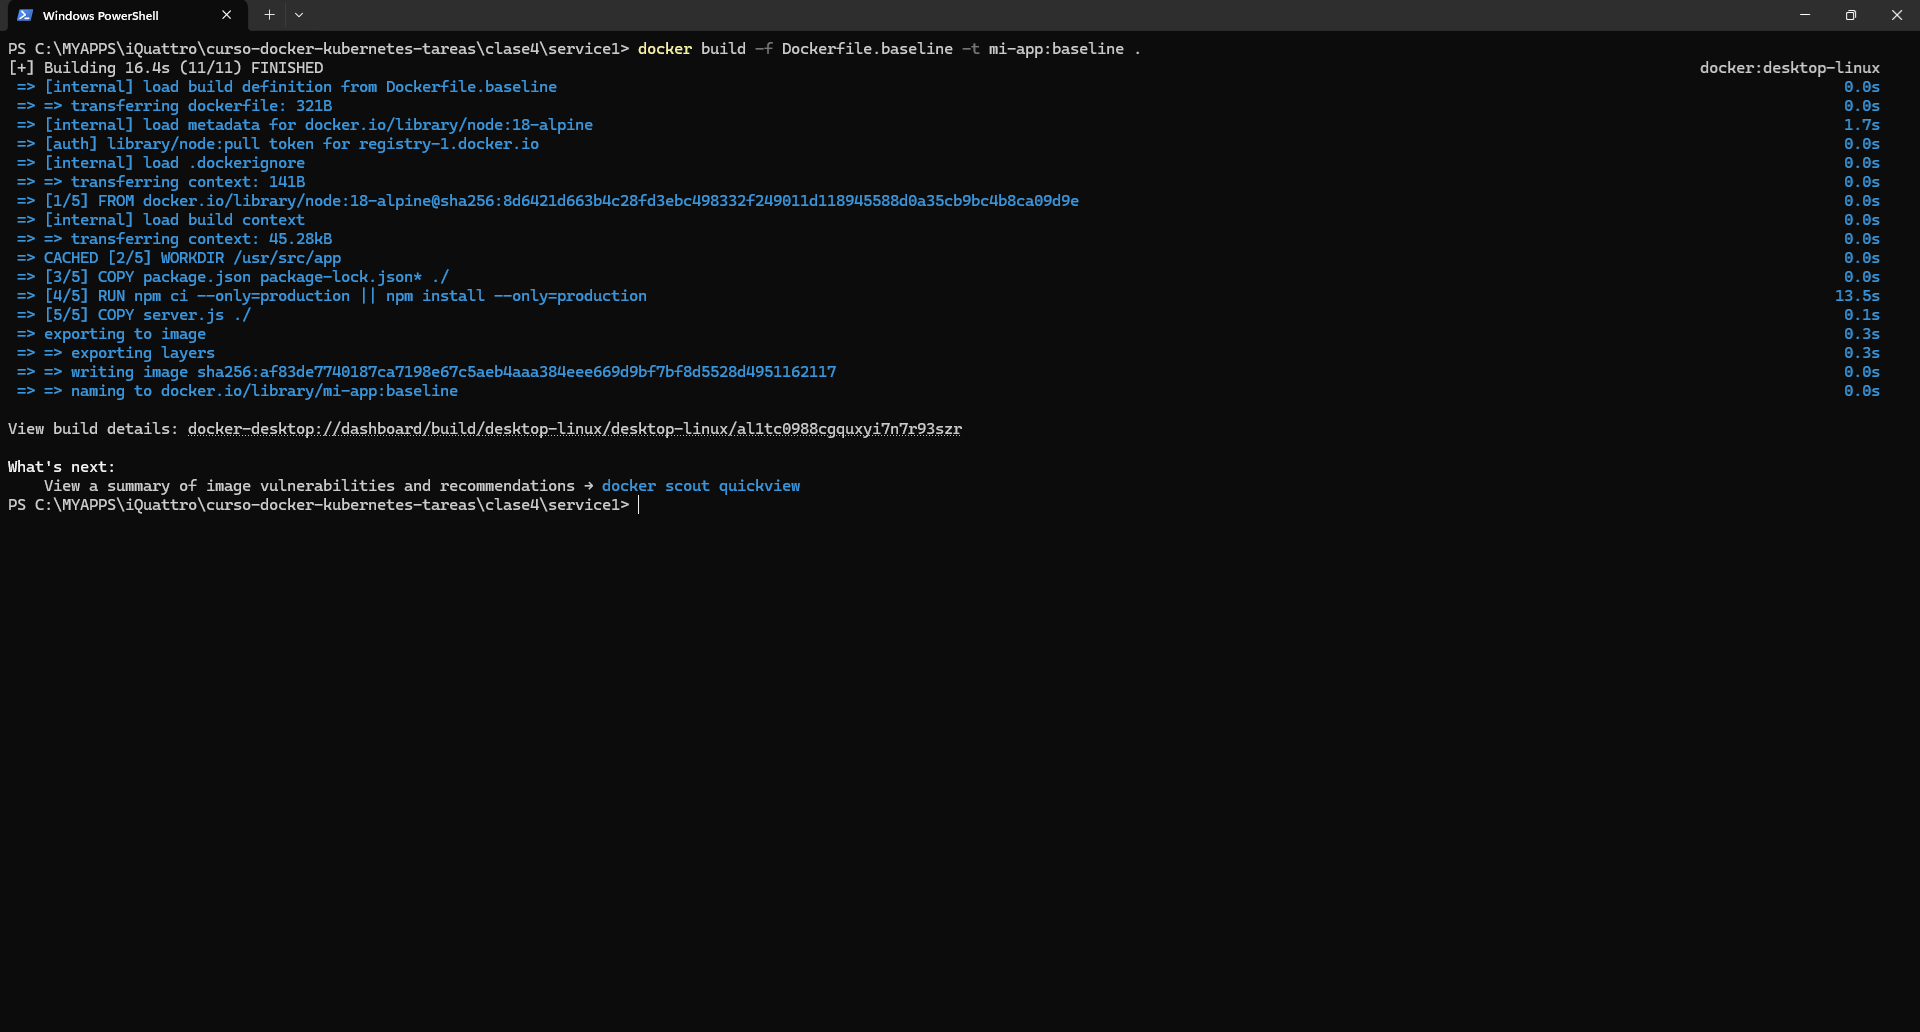 Windows PowerShell
PS C:\MYAPPS\iQuattro\curso-docker-kubernetes-tareas\clase4\service1> docker build -f Dockerfile.baseline -t mi-app:baseline .
[+] Building 16.4s (11/11) FINISHED docker:desktop-linux
=> [internal] load build definition from Dockerfile.baseline 0.0s
=> => transferring dockerfile: 321B 0.0s
=> [internal] load metadata for docker.io/library/node:18-alpine 1.7s
=> [auth] library/node:pull token for registry-1.docker.io 0.0s
=> [internal] load .dockerignore 0.0s
=> => transferring context: 141B 0.0s
=> [1/5] FROM docker.io/library/node:18-alpine@sha256:8d6421d663b4c28fd3ebc498332f249011d118945588d0a35cb9bc4b8ca09d9e 0.0s
=> [internal] load build context 0.0s
=> => transferring context: 45.28kB 0.0s
=> CACHED [2/5] WORKDIR /usr/src/app 0.0s
=> [3/5] COPY package.json package-lock.json* ./ 0.0s
=> [4/5] RUN npm ci --only=production || npm install --only=production 13.5s
=> [5/5] COPY server.js ./ 0.1s
=> exporting to image 0.3s
=> => exporting layers 0.3s
=> => writing image sha256:af83de7740187ca7198e67c5aeb4aaa384eee669d9bf7bf8d5528d4951162117 0.0s
=> => naming to docker.io/library/mi-app:baseline 0.0s
View build details: docker-desktop://dashboard/build/desktop-linux/desktop-linux/al1tc0988cgquxyi7n7r93szr
What's next:
View a summary of image vulnerabilities and recommendations → docker scout quickview
PS C:\MYAPPS\iQuattro\curso-docker-kubernetes-tareas\clase4\service1>